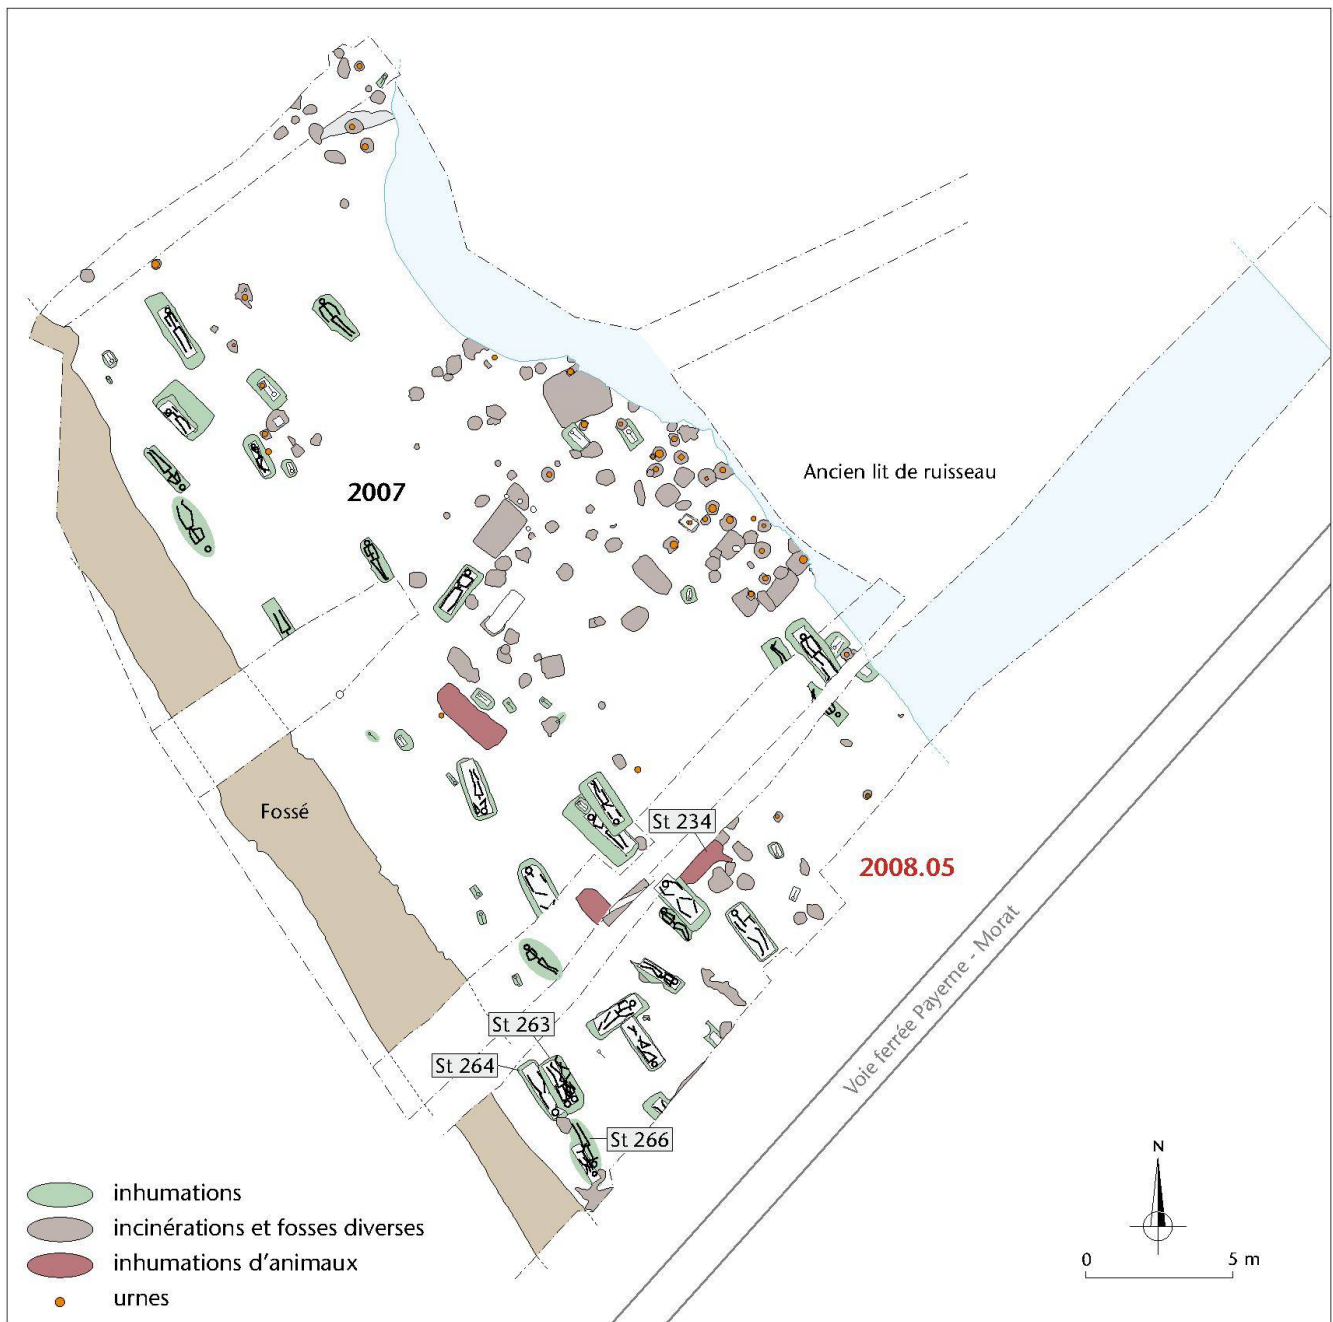 Ancien lit de ruisseau
2007
Fossé
St 234
2008.05
Voie ferrée Payerne - Morat
St 263
St 264
St 266
inhumations
incinérations et fosses diverses
inhumations d'animaux
urnes
N
0 5 m